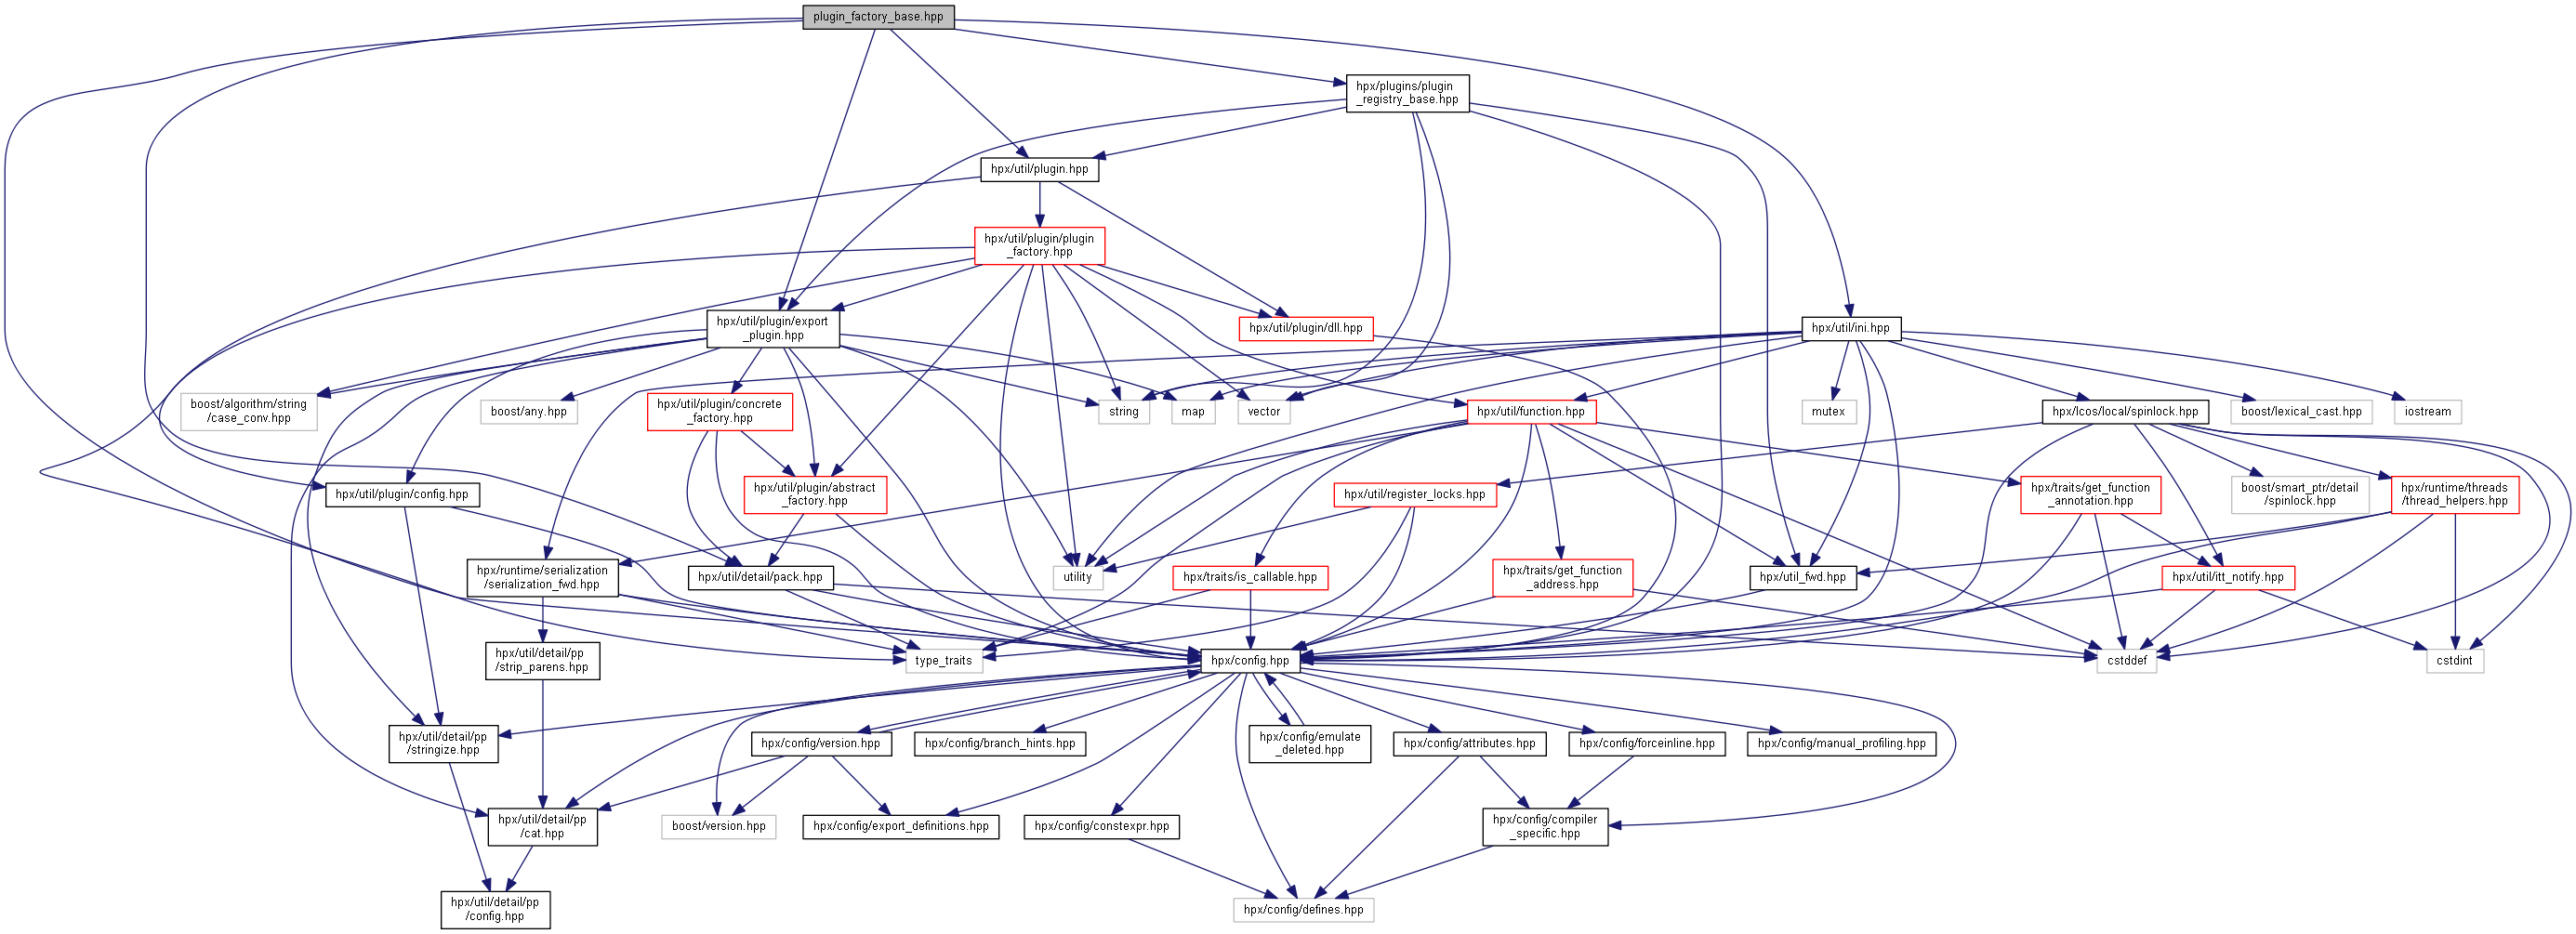 plugin_factory_base.hpp
hpx/plugins/plugin
_registry_base.hpp
hpx/util/plugin.hpp
hpx/util/plugin/plugin
_factory.hpp
hpx/util/plugin/export
_plugin.hpp
hpx/util/plugin/dll.hpp
hpx/util/ini.hpp
boost/algorithm/string
/case_conv.hpp
boost/any.hpp
hpx/util/plugin/concrete
_factory.hpp
string
map
vector
hpx/util/function.hpp
mutex
hpx/lcos/local/spinlock.hpp
boost/lexical_cast.hpp
iostream
hpx/util/plugin/config.hpp
hpx/util/plugin/abstract
_factory.hpp
hpx/util/register_locks.hpp
hpx/traits/get_function
_annotation.hpp
boost/smart_ptr/detail
/spinlock.hpp
hpx/runtime/threads
/thread_helpers.hpp
hpx/runtime/serialization
/serialization_fwd.hpp
hpx/util/detail/pack.hpp
utility
hpx/traits/is_callable.hpp
hpx/traits/get_function
_address.hpp
hpx/util_fwd.hpp
hpx/util/itt_notify.hpp
hpx/util/detail/pp
/strip_parens.hpp
type_traits
hpx/config.hpp
cstddef
cstdint
hpx/util/detail/pp
/stringize.hpp
hpx/config/version.hpp
hpx/config/branch_hints.hpp
hpx/config/emulate
_deleted.hpp
hpx/config/attributes.hpp
hpx/config/forceinline.hpp
hpx/config/manual_profiling.hpp
hpx/util/detail/pp
/cat.hpp
boost/version.hpp
hpx/config/export_definitions.hpp
hpx/config/constexpr.hpp
hpx/config/compiler
_specific.hpp
hpx/util/detail/pp
/config.hpp
hpx/config/defines.hpp